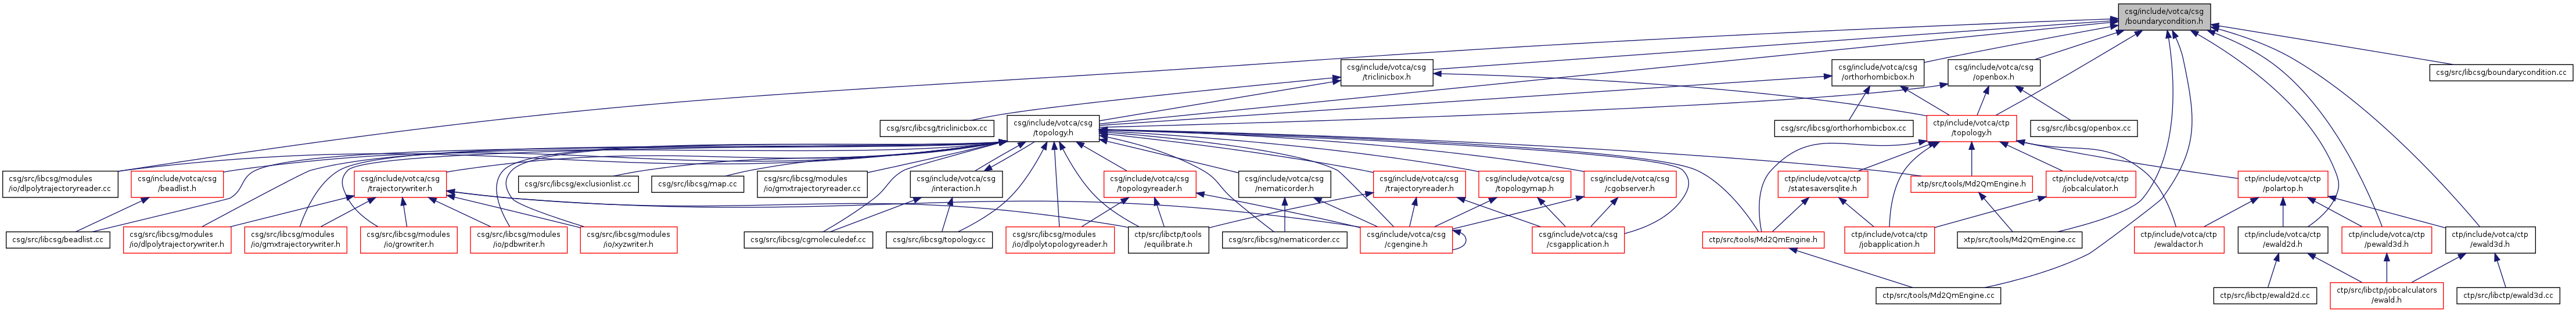 csg/include/votca/csg
/boundarycondition.h
csg/include/votca/csg
/triclinicbox.h
csg/include/votca/csg
/orthorhombicbox.h
csg/include/votca/csg
/openbox.h
csg/src/libcsg/boundarycondition.cc
csg/src/libcsg/triclinicbox.cc
csg/include/votca/csg
/topology.h
csg/src/libcsg/orthorhombicbox.cc
ctp/include/votca/ctp
/topology.h
csg/src/libcsg/openbox.cc
csg/src/libcsg/modules
/io/dlpolytrajectoryreader.cc
csg/include/votca/csg
/beadlist.h
csg/include/votca/csg
/trajectorywriter.h
csg/src/libcsg/exclusionlist.cc
csg/src/libcsg/map.cc
csg/src/libcsg/modules
/io/gmxtrajectoryreader.cc
csg/include/votca/csg
/interaction.h
csg/include/votca/csg
/topologyreader.h
csg/include/votca/csg
/nematicorder.h
csg/include/votca/csg
/trajectoryreader.h
csg/include/votca/csg
/topologymap.h
csg/include/votca/csg
/cgobserver.h
ctp/include/votca/ctp
/statesaversqlite.h
xtp/src/tools/Md2QmEngine.h
ctp/include/votca/ctp
/jobcalculator.h
ctp/include/votca/ctp
/polartop.h
csg/src/libcsg/beadlist.cc
csg/src/libcsg/modules
/io/dlpolytrajectorywriter.h
csg/src/libcsg/modules
/io/gmxtrajectorywriter.h
csg/src/libcsg/modules
/io/growriter.h
csg/src/libcsg/modules
/io/pdbwriter.h
csg/src/libcsg/modules
/io/xyzwriter.h
csg/src/libcsg/cgmoleculedef.cc
csg/src/libcsg/topology.cc
csg/src/libcsg/modules
/io/dlpolytopologyreader.h
ctp/src/libctp/tools
/equilibrate.h
csg/src/libcsg/nematicorder.cc
csg/include/votca/csg
/cgengine.h
csg/include/votca/csg
/csgapplication.h
ctp/src/tools/Md2QmEngine.h
ctp/include/votca/ctp
/jobapplication.h
xtp/src/tools/Md2QmEngine.cc
ctp/include/votca/ctp
/ewaldactor.h
ctp/include/votca/ctp
/ewald2d.h
ctp/include/votca/ctp
/pewald3d.h
ctp/include/votca/ctp
/ewald3d.h
ctp/src/tools/Md2QmEngine.cc
ctp/src/libctp/ewald2d.cc
ctp/src/libctp/jobcalculators
/ewald.h
ctp/src/libctp/ewald3d.cc